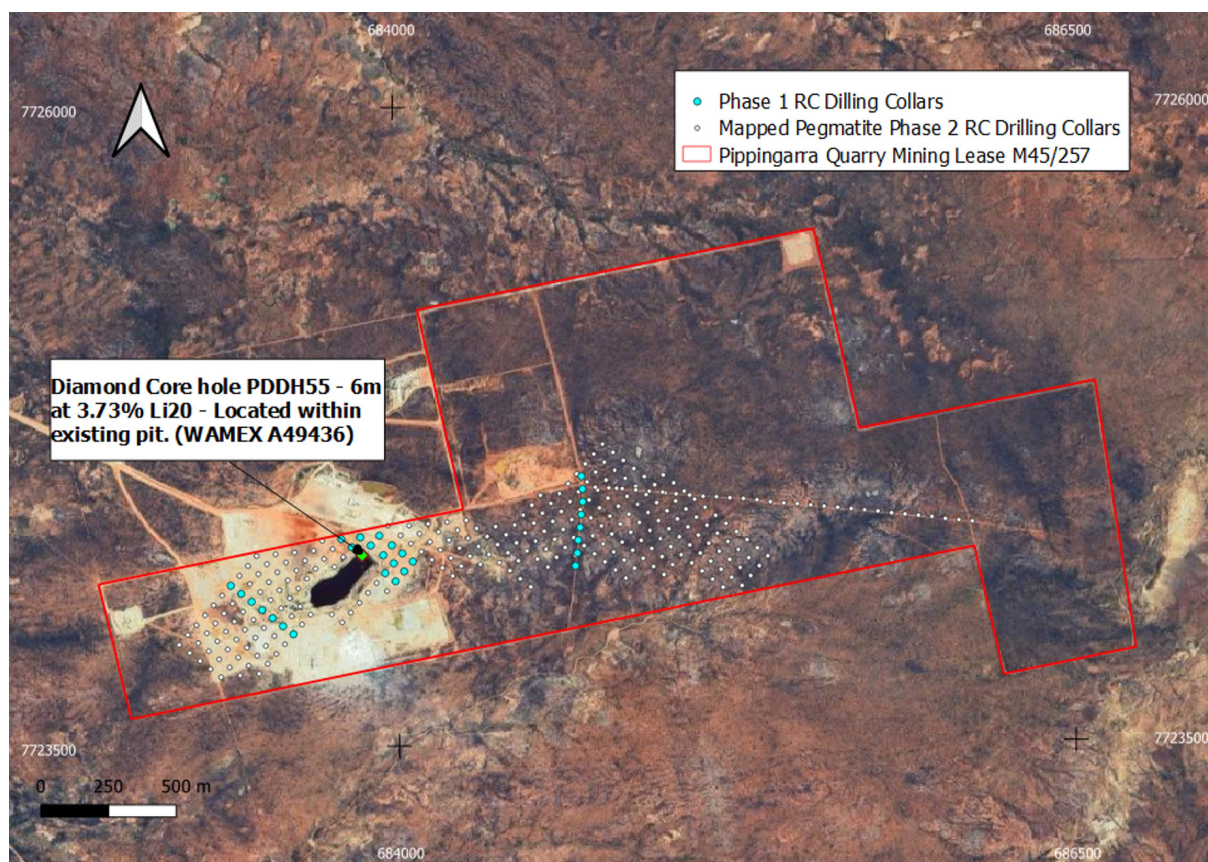 684000
686500
7726000
7726000
Phase 1 RC Dilling Collars
Mapped Pegmatite Phase 2 RC Drilling Collars
Pippingarra Quarry Mining Lease M45/257
Diamond Core hole PDDH55 - 6m
at 3.73% Li20 - Located within
existing pit. (WAMEX A49436)
7723500
7723500
0 250 500 m
684000
686500